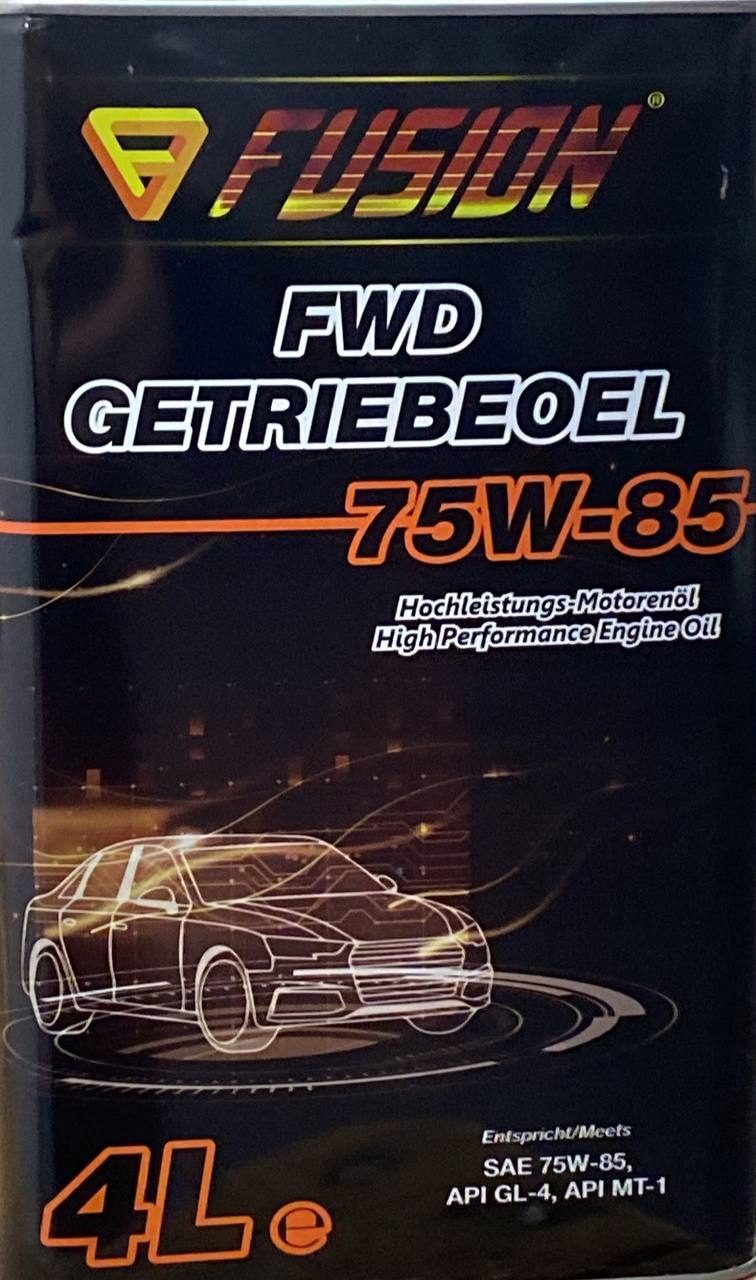 FUSION®
FWD
GETRIEBEOEL
75W-85
Hochleistungs-Motorenöl
High Performance Engine Oil
Entspricht/Meets
SAE 75W-85,
API GL-4, API MT-1
4L e